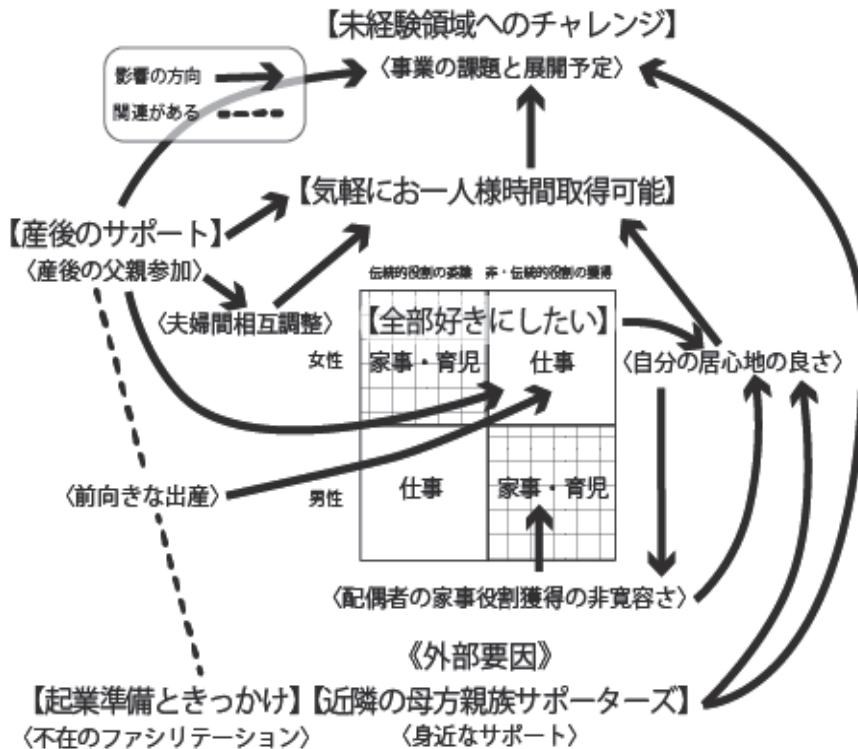 【未経験領域へのチャレンジ】
〈事業の課題と展開予定〉
影響の方向
関連がある
【気軽にお一人様時間取得可能】
【産後のサポート】
〈産後の父親参加〉
伝統的役割の委譲 非・伝統的役割の獲得
〈夫婦間相互調整〉
【全部好きにしたい】
女性
家事・育児
仕事
〈自分の居心地の良さ〉
〈前向きな出産〉
男性
仕事
家事・育児
〈配偶者の家事役割獲得の非寛容さ〉
《外部要因》
【起業準備ときっかけ】【近隣の母方親族サポーターズ】
〈不在のファシリテーション〉
〈身近なサポート〉